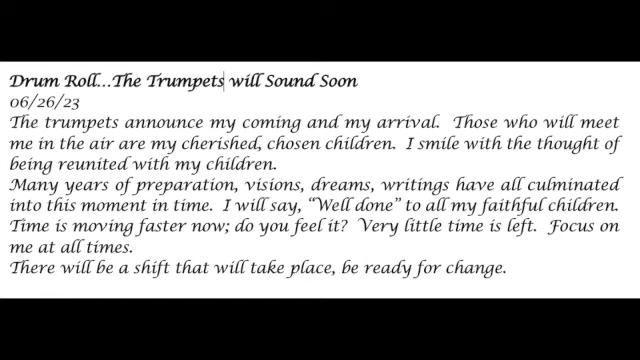 Drum Roll...The Trumpets will Sound Soon
06/26/23
The trumpets announce my coming and my arrival. Those who will meet
me in the air are my cherished, chosen children. I smile with the thought of
being reunited with my children.
Many years of preparation, visions, dreams, writings have all culminated
into this moment in time. I will say, "Well done" to all my faithful children.
Time is moving faster now; do you feel it? Very little time is left. Focus on
me at all times.
There will be a shift that will take place, be ready for change.